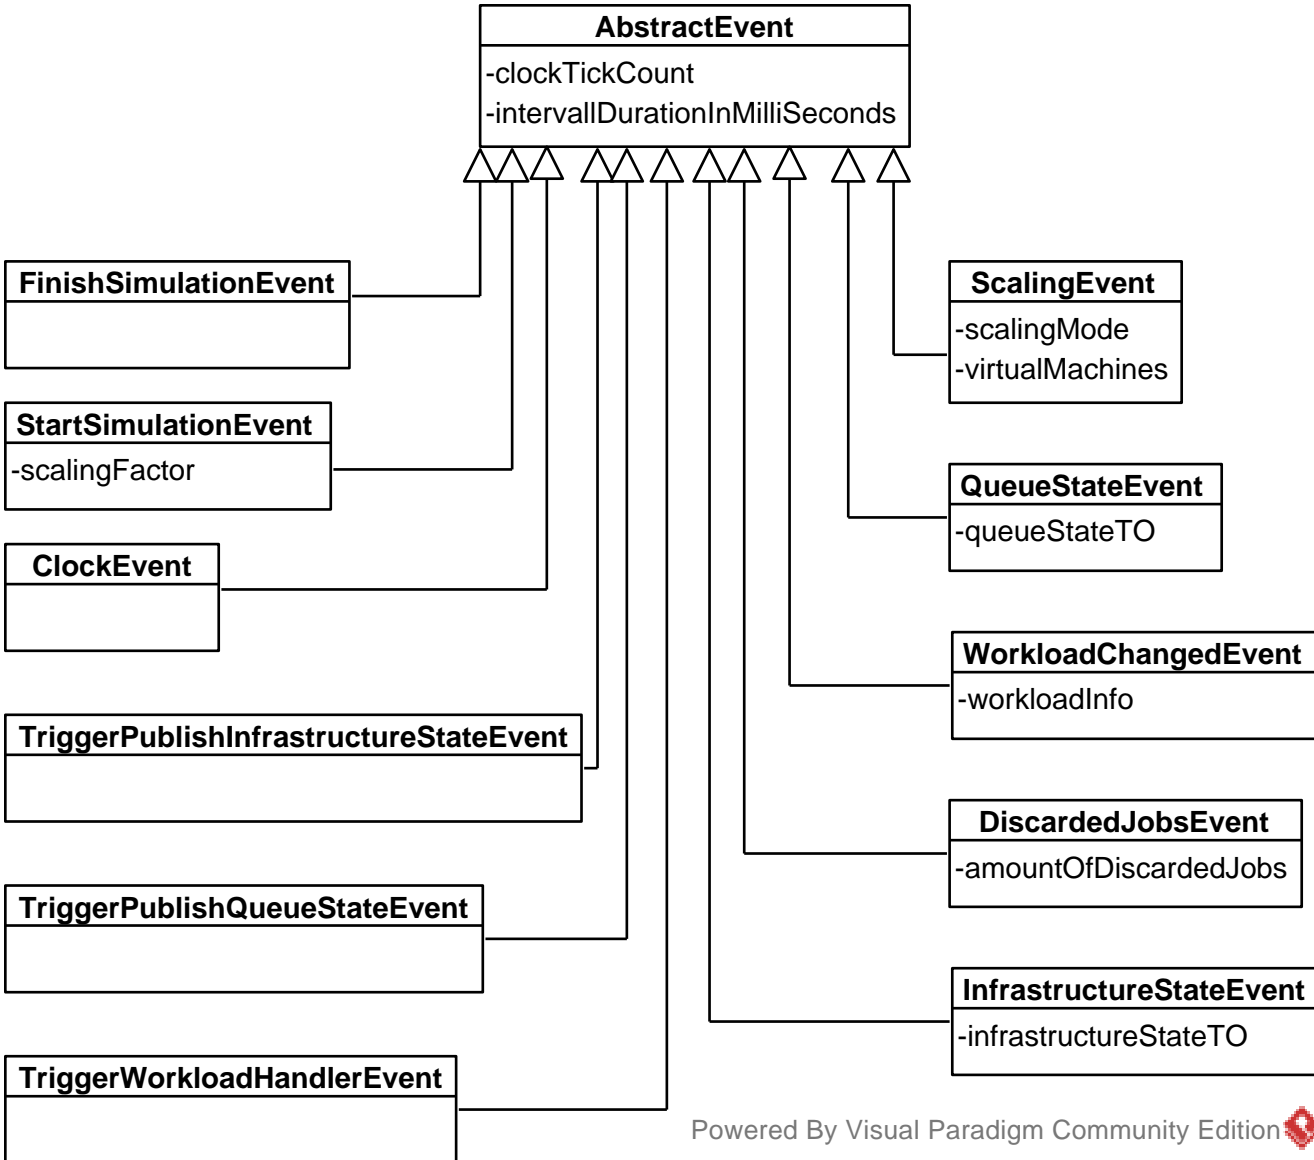 AbstractEvent
-clockTickCount
-intervallDurationInMilliSeconds
FinishSimulationEvent
StartSimulationEvent
-scalingFactor
ClockEvent
TriggerPublishInfrastructureStateEvent
TriggerPublishQueueStateEvent
TriggerWorkloadHandlerEvent
ScalingEvent
-scalingMode
-virtualMachines
QueueStateEvent
-queueStateTO
WorkloadChangedEvent
-workloadInfo
DiscardedJobsEvent
-amountOfDiscardedJobs
InfrastructureStateEvent
-infrastructureStateTO
Powered By Visual Paradigm Community Edition